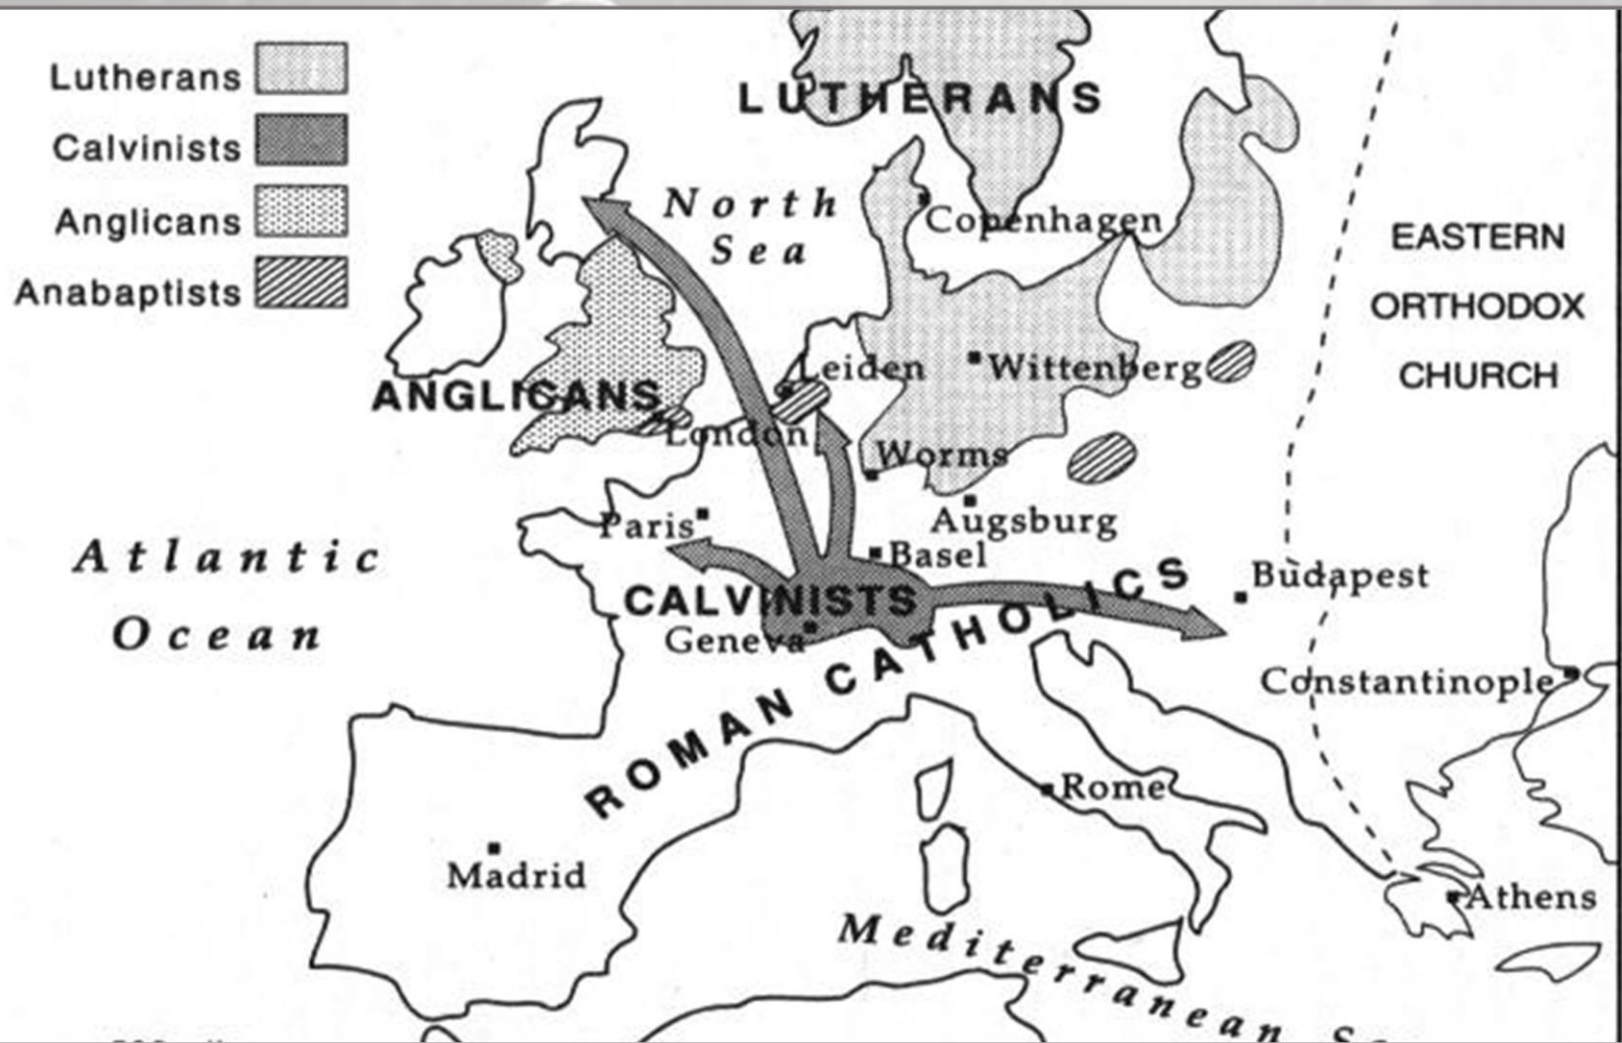 Lutherans
Calvinists
Anglicans
Anabaptists
LUTHERANS
North
Sea
Copenhagen
EASTERN
ORTHODOX
CHURCH
Leiden
Wittenberg
ANGLICANS
London
Worms
Paris
Augsburg
Basel
Atlantic
Ocean
Budapest
CALVINISTS
Geneva
ROMAN CATHOLICS
Constantinople
Rome
Madrid
Athens
Mediterranean